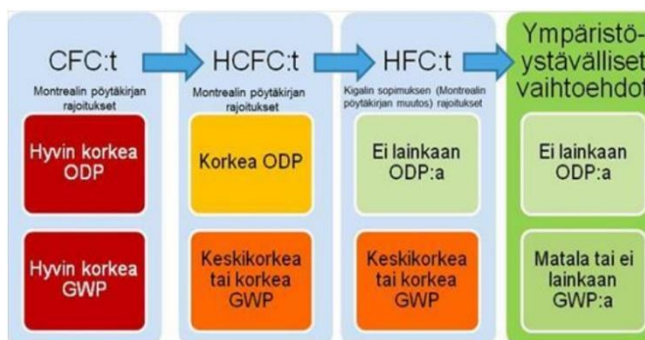 CFC:t
Montrealin pöytäkirjan
rajoitukset
Hyvin korkea
ODP
Hyvin korkea
GWP
HCFC:t
Montrealin pöytäkirjan
rajoitukset
Korkea ODP
Keskikorkea
tai korkea
GWP
HFC:t
Kigalin sopimuksen (Montrealin
pöytäkirjan muutos) rajoitukset
Ei lainkaan
ODP:a
Keskikorkea
tai korkea
GWP
Ympäristö-
ystävälliset
vaihtoehdot
Ei lainkaan
ODP:a
Matala tai ei
lainkaan
GWP:a